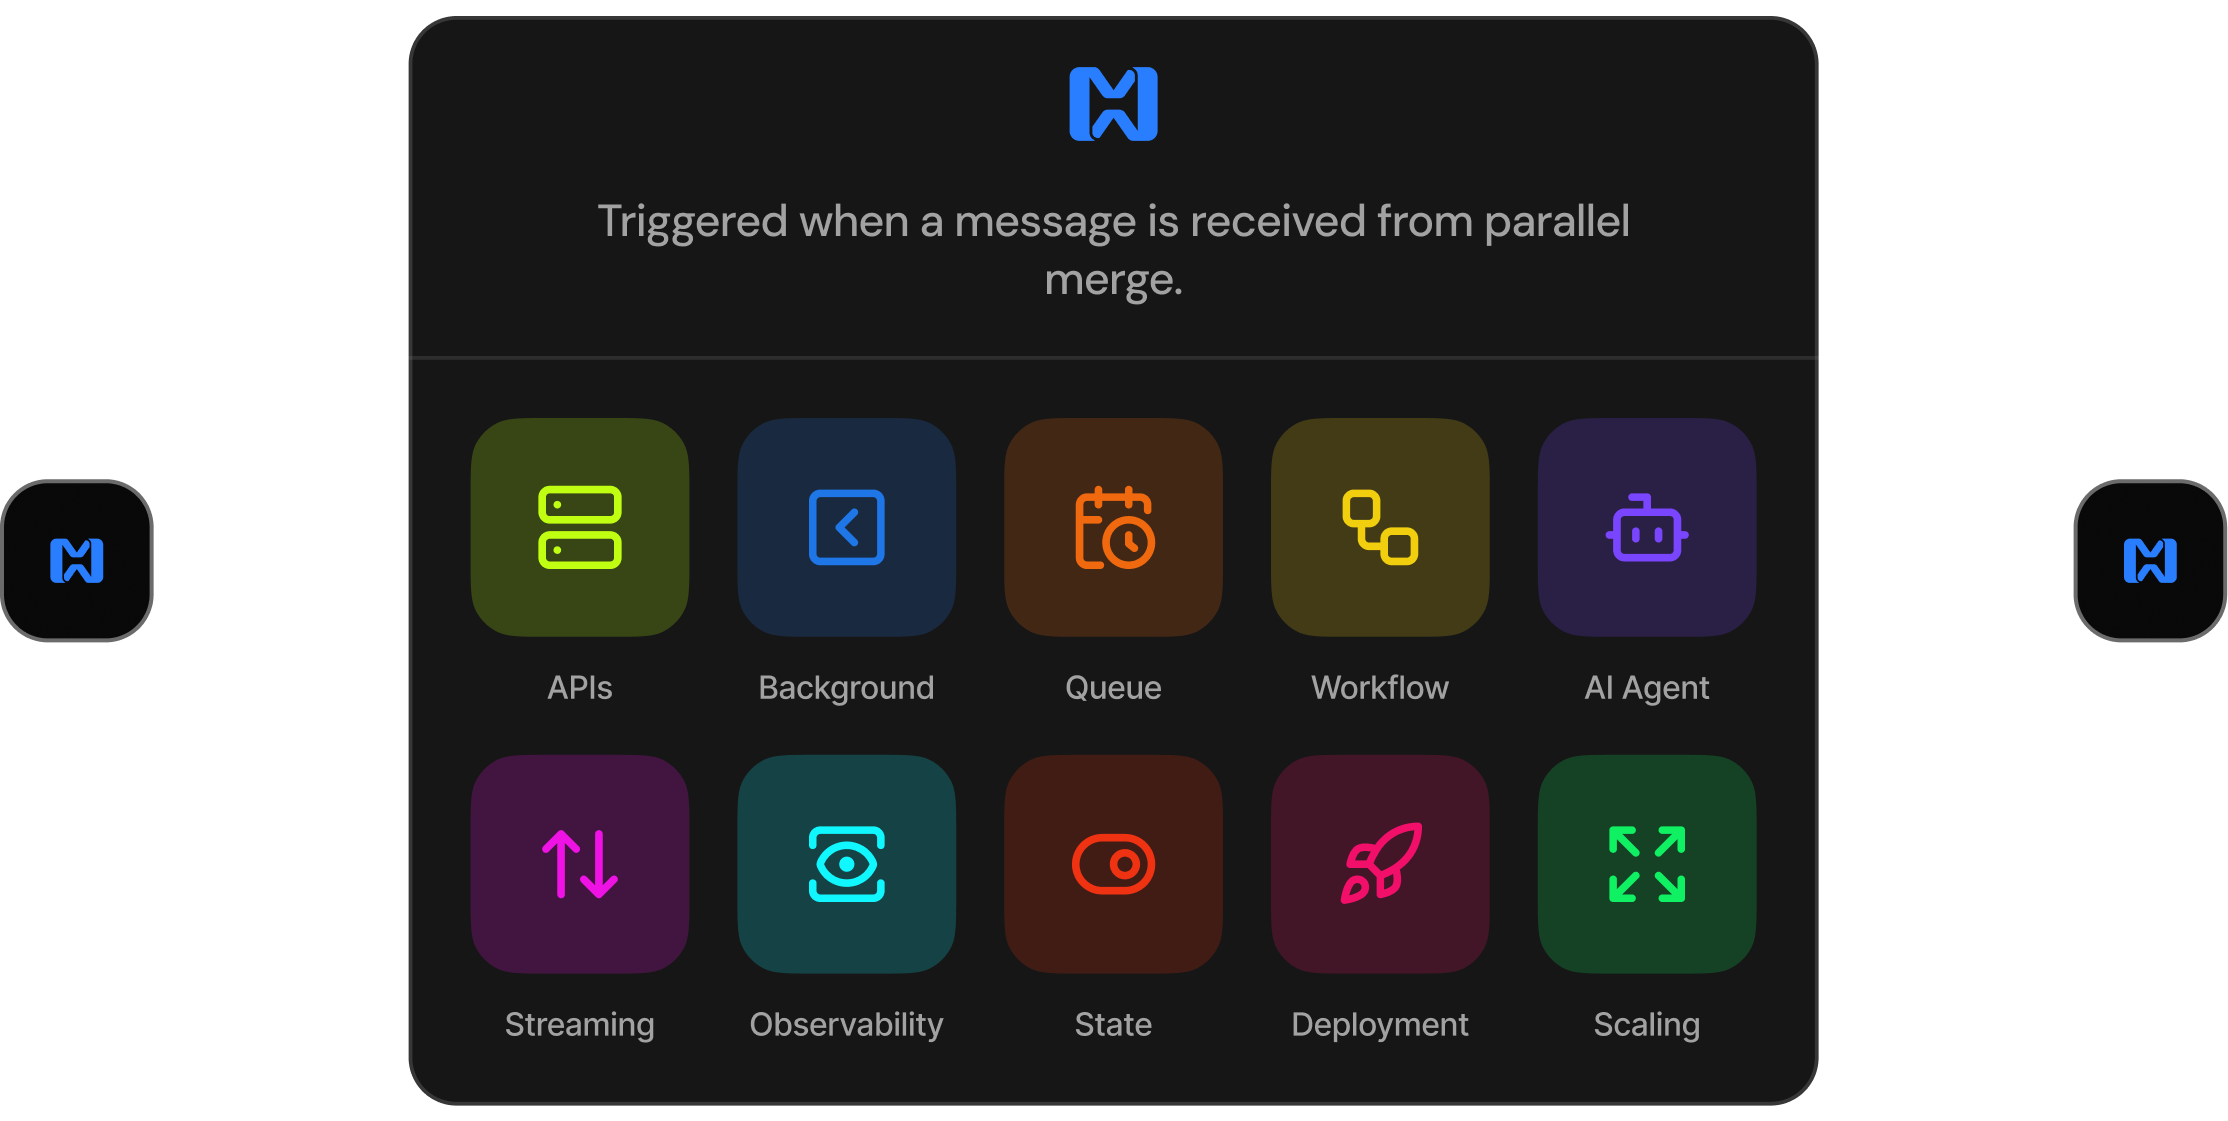 Triggered when a message is received from parallel
merge.
APIs
Background
Queue
Workflow
AI Agent
Streaming
Observability
State
Deployment
Scaling